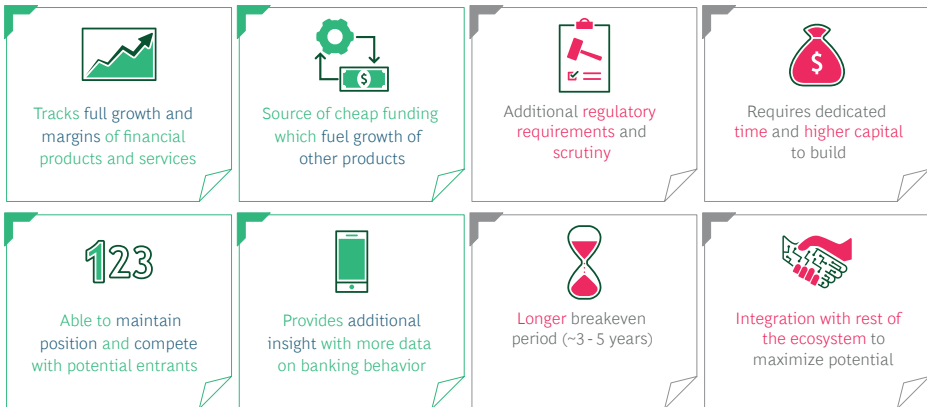 Tracks full growth and
margins of financial
products and services
$
Source of cheap funding
which fuel growth of
other products
Additional regulatory
requirements and
scrutiny
$
Requires dedicated
time and higher capital
to build
123
Able to maintain
position and compete
with potential entrants
Provides additional
insight with more data
on banking behavior
Longer breakeven
period (~3 - 5 years)
Integration with rest of
the ecosystem to
maximize potential